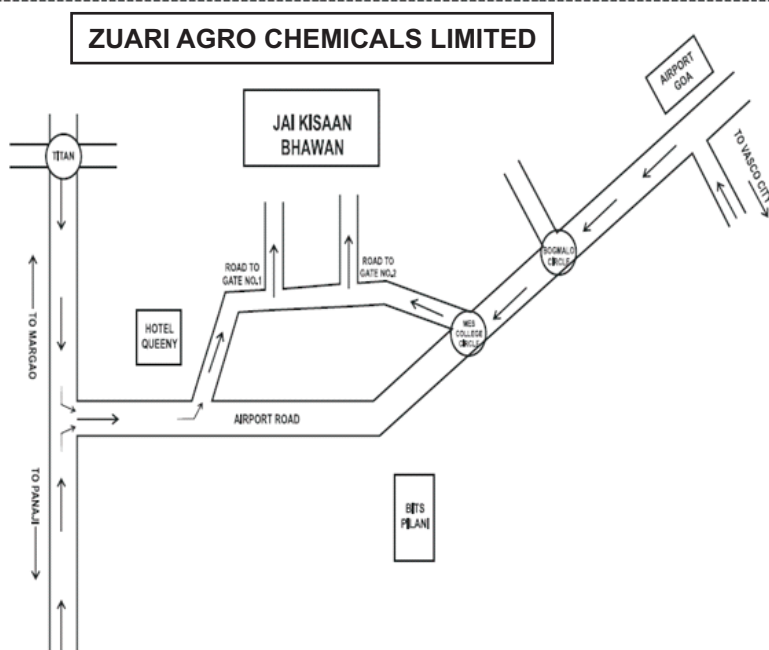 ZUARI AGRO CHEMICALS LIMITED
AIRPORT
GOA
JAI KISAAN
BHAWAN
TITAN
TO VASCO CITY
BOGMALO
CIRCLE
ROAD TO
GATE NO.1
ROAD TO
GATE NO.2
TO MARGAO
HOTEL
QUEENY
MES
COLLEGE
CIRCLE
AIRPORT ROAD
TO PANAJI
BITS
PILANI